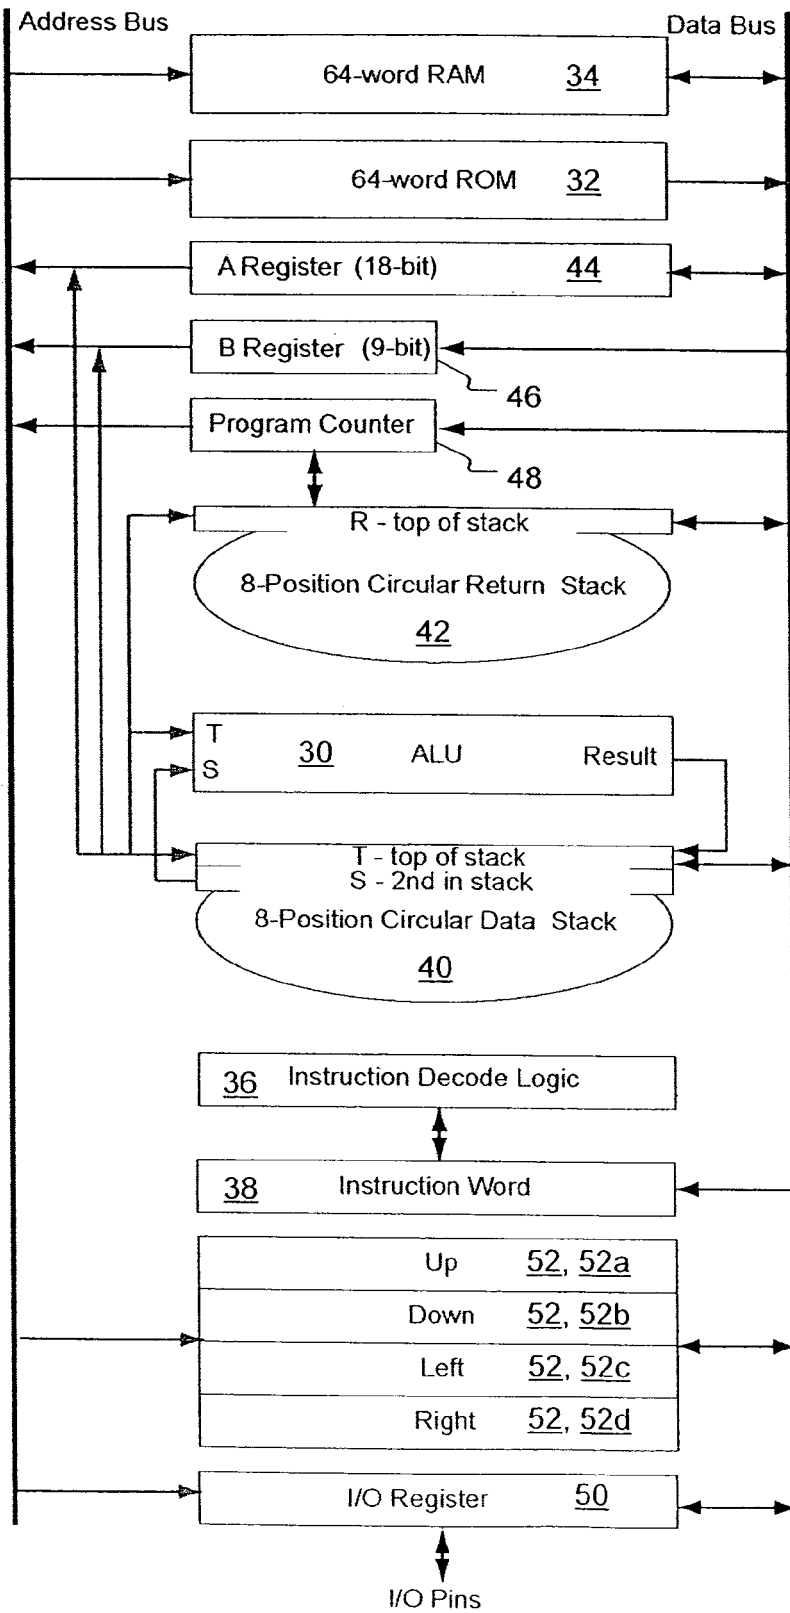 Address Bus
Data Bus
64-word RAM 34
64-word ROM 32
A Register (18-bit) 44
B Register (9-bit)
46
Program Counter
48
R - top of stack
8-Position Circular Return Stack
42
T
30 ALU Result
S
T - top of stack
S - 2nd in stack
8-Position Circular Data Stack
40
36 Instruction Decode Logic
38 Instruction Word
Up 52, 52a
Down 52, 52b
Left 52, 52c
Right 52, 52d
I/O Register 50
I/O Pins